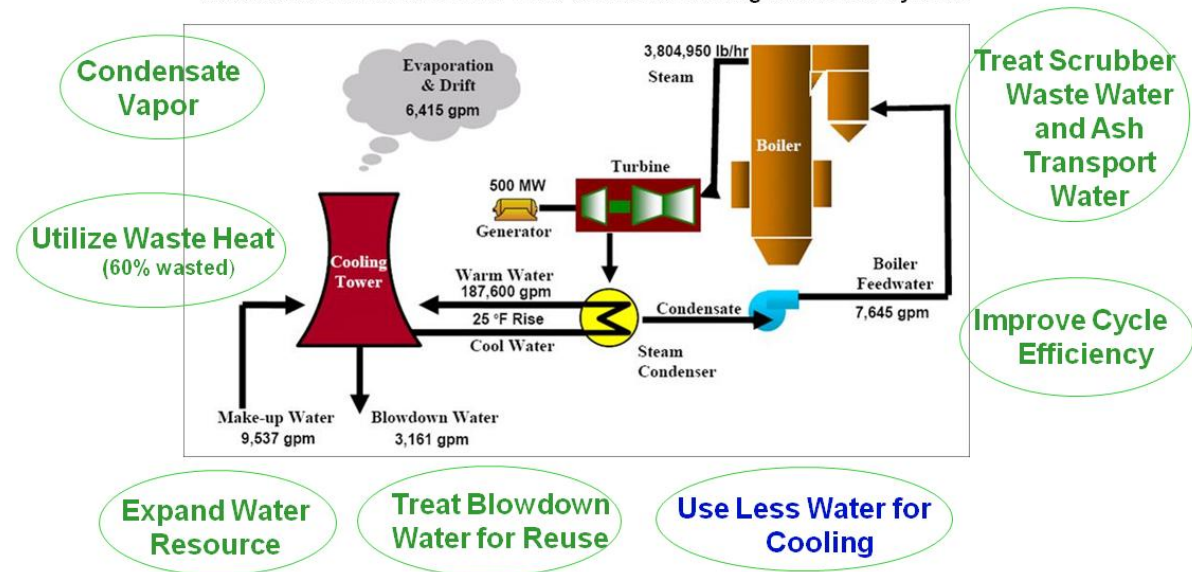 Condensate
Vapor
Evaporation
& Drift
6,415 gpm
3,804,950 lb/hr
Steam
Boiler
Treat Scrubber
Waste Water
and Ash
Transport
Water
Turbine
500 MW
Generator
Utilize Waste Heat
(60% wasted)
Cooling
Tower
Warm Water
187,600 gpm
25 °F Rise
Cool Water
Steam
Condenser
Condensate
Boiler
Feedwater
7,645 gpm
Improve Cycle
Efficiency
Make-up Water
9,537 gpm
Blowdown Water
3,161 gpm
Expand Water
Resource
Treat Blowdown
Water for Reuse
Use Less Water for
Cooling